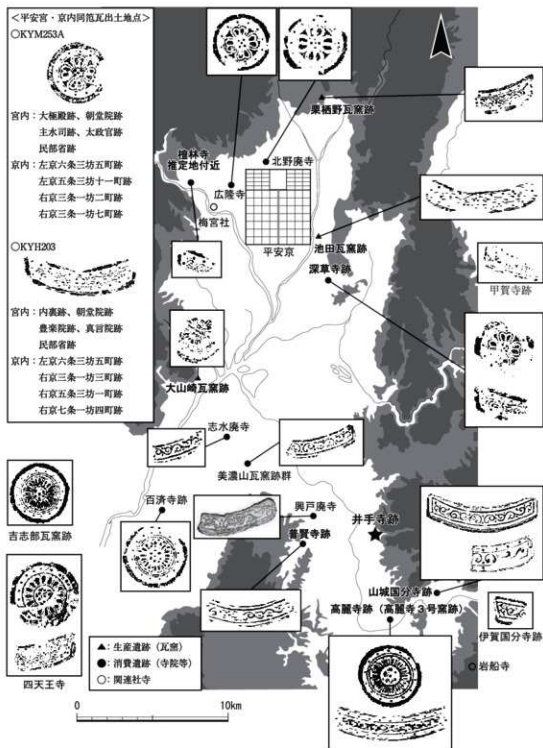 ＜平安宮・京内同笵瓦出土地点＞
○KYM253A
宮内：大極殿跡、朝堂院跡
主水司跡、太政官跡
民部省跡
京内：左京六条三坊五町跡
左京五条三坊十一町跡
右京三条一坊二町跡
右京三条一坊七町跡
○KYH203
宮内：内裏跡、朝堂院跡
豊楽院跡、真言院跡
民部省跡
京内：左京六条三坊五町跡
右京三条一坊三町跡
右京五条三坊一町跡
右京七条一坊四町跡
栗栖野瓦窯跡
北野廃寺
檀林寺
推定地付近
広隆寺
梅宮社
平安京
池田瓦窯跡
深草寺跡
甲賀寺跡
大山崎瓦窯跡
志水廃寺
美濃山瓦窯跡群
百済寺跡
興戸廃寺
井手寺跡
普賢寺跡
吉志部瓦窯跡
山城国分寺跡
高麗寺跡（高麗寺3号窯跡）
伊賀国分寺跡
四天王寺
岩船寺
▲：生産遺跡（瓦窯）
●：消費遺跡（寺院等）
○：関連社寺
0 10km